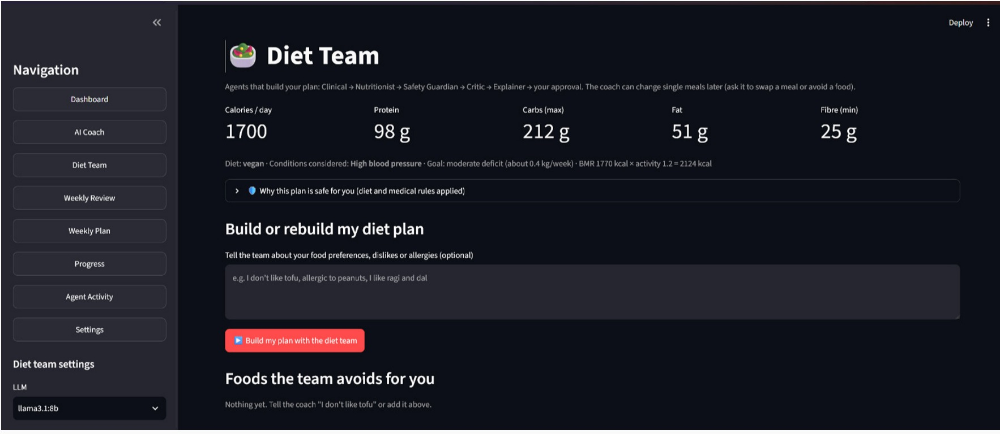 Deploy
Navigation
Dashboard
AI Coach
Diet Team
Weekly Review
Weekly Plan
Progress
Agent Activity
Settings
Diet team settings
LLM
llama3.1:8b
Diet Team
Agents that build your plan: Clinical → Nutritionist → Safety Guardian → Critic → Explainer → your approval. The coach can change single meals later (ask it to swap a meal or avoid a food).
Calories / day Protein Carbs (max) Fat Fibre (min)
1700 98 g 212 g 51 g 25 g
Diet: vegan · Conditions considered: High blood pressure · Goal: moderate deficit (about 0.4 kg/week) · BMR 1770 kcal × activity 1.2 = 2124 kcal
Why this plan is safe for you (diet and medical rules applied)
Build or rebuild my diet plan
Tell the team about your food preferences, dislikes or allergies (optional)
e.g. I don't like tofu, allergic to peanuts, I like ragi and dal
Build my plan with the diet team
Foods the team avoids for you
Nothing yet. Tell the coach "I don't like tofu" or add it above.